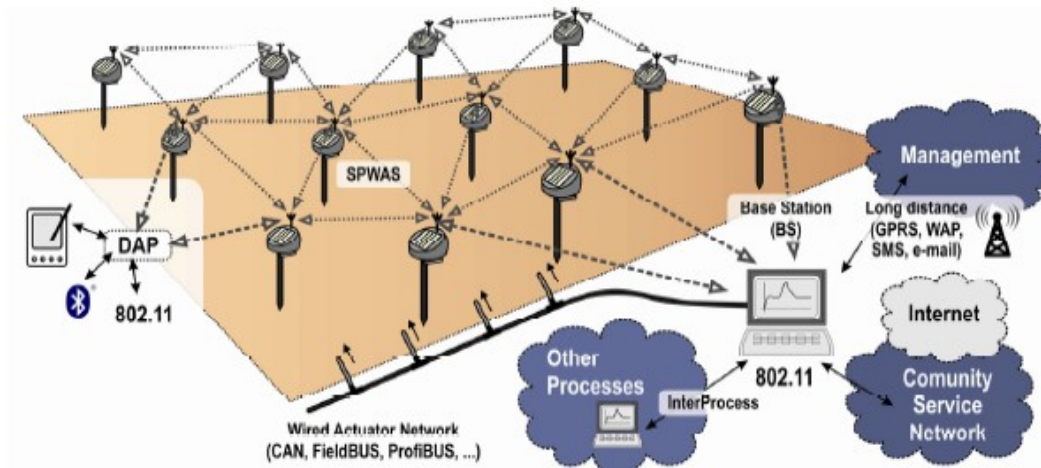 SPWAS
Management
Base Station
(BS)
Long distance
(GPRS, WAP,
SMS, e-mail)
DAP
802.11
Internet
Other
Processes
802.11
InterProcess
Comunity
Service
Network
Wired Actuator Network
(CAN, FieldBUS, ProfiBUS, ...)